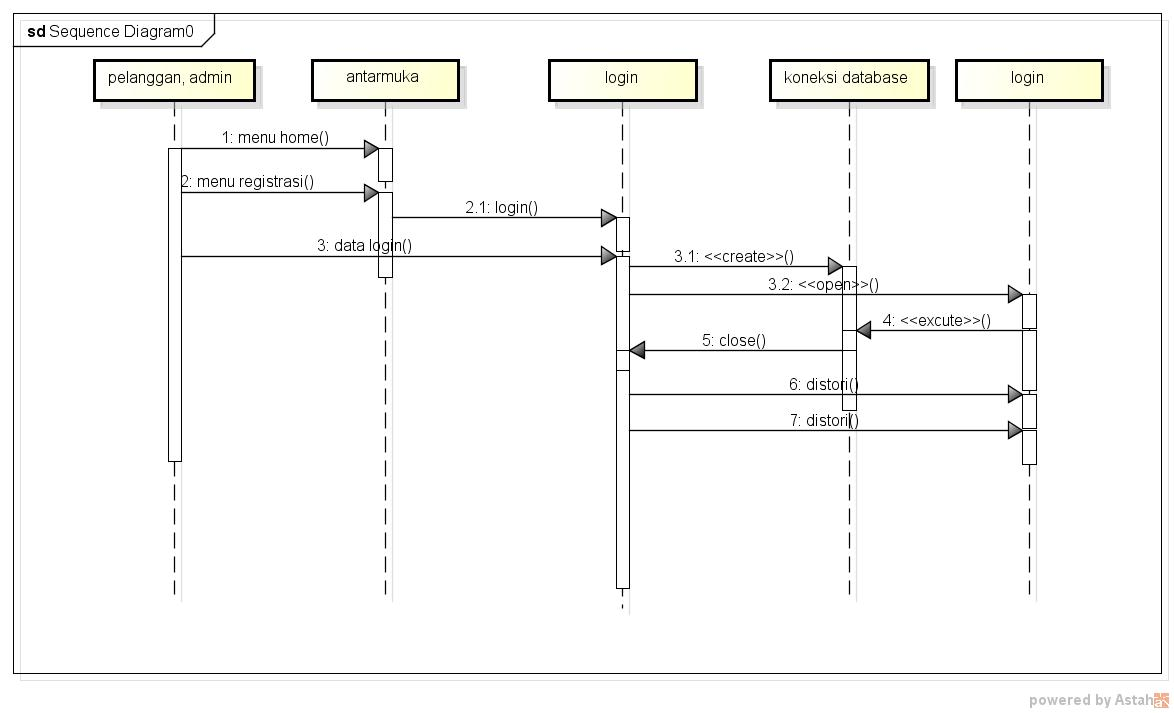 sd Sequence Diagram0
pelanggan, admin
antarmuka
login
koneksi database
login
1: menu home()
2: menu registrasi()
2.1: login()
3: data login()
3.1: <<create>>()
3.2: <<open>>()
4: <<excute>>()
5: close()
6: distori()
7: distori()
powered by Astah